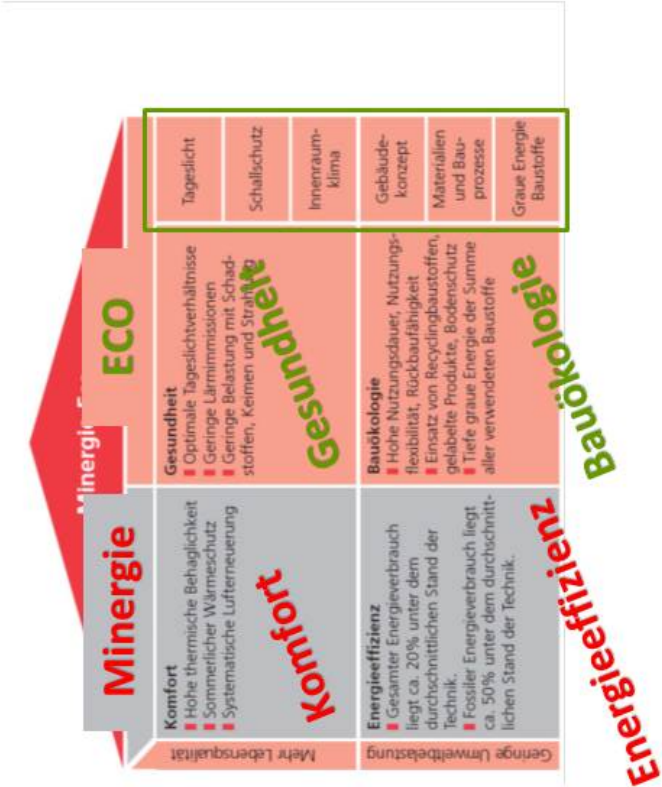 Minergie-E
Minergie
ECO
Mehr Lebensqualität
Komfort
Hohe thermische Behaglichkeit
Sommerlicher Wärmeschutz
Systematische Lufterneuerung
Komfort
Gesundheit
Optimale Tageslichtverhältnisse
Geringe Lärmimmissionen
Geringe Belastung mit Schad-
stoffen, Keimen und Strahlung
Gesundheit
Tageslicht
Schallschutz
Innenraum-
klima
Geringe Umweltbelastung
Energieeffizienz
Gesamter Energieverbrauch
liegt ca. 20% unter dem
durchschnittlichen Stand der
Technik.
Fossiler Energieverbrauch liegt
ca. 50% unter dem durchschnitt-
lichen Stand der Technik.
Energieeffizienz
Bauökologie
Hohe Nutzungsdauer, Nutzungs-
flexibilität, Rückbaufähigkeit
Einsatz von Recyclingbaustoffen,
gelabelte Produkte, Bodenschutz
Tiefe graue Energie der Summe
aller verwendeten Baustoffe
Bauökologie
Gebäude-
konzept
Materialien
und Bau-
prozesse
Graue Energie
Baustoffe